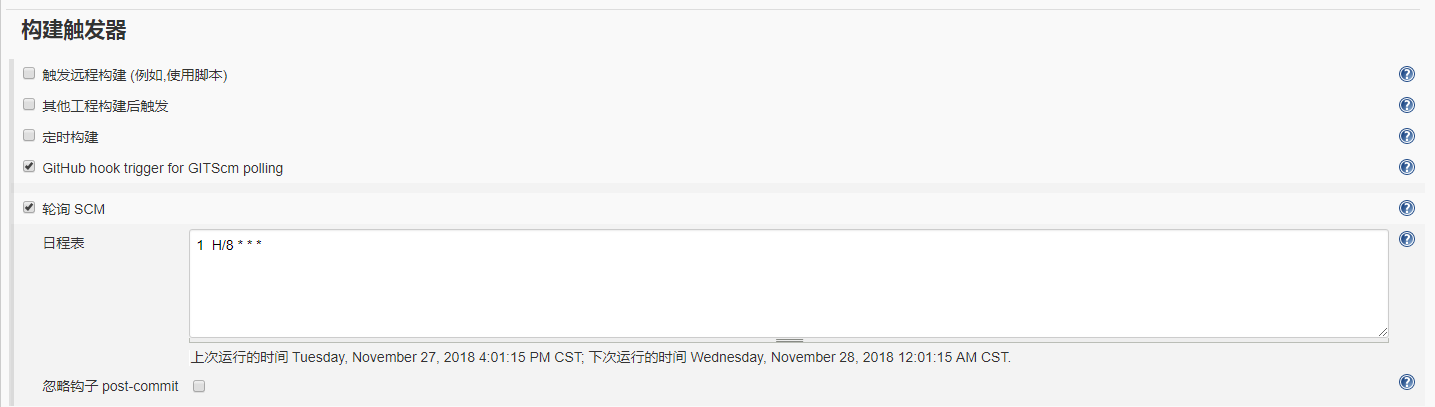 构建触发器
触发远程构建 (例如,使用脚本)
其他工程构建后触发
定时构建
GitHub hook trigger for GITScm polling
轮询 SCM
日程表
1 H/8 * * *
上次运行的时间 Tuesday, November 27, 2018 4:01:15 PM CST; 下次运行的时间 Wednesday, November 28, 2018 12:01:15 AM CST.
忽略钩子 post-commit